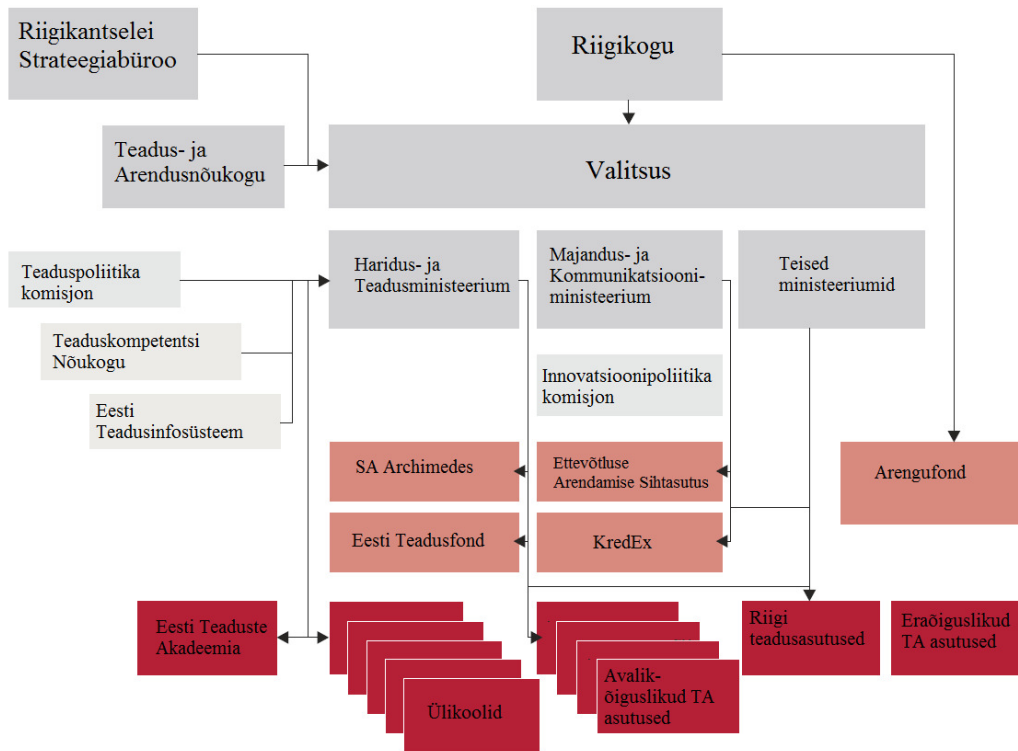 Riigikantselei
Strateegiabüroo
Riigikogu
Teadus- ja
Arendusnõukogu
Valitsus
Teaduspoliitika
komisjon
Haridus- ja
Teadusministeerium
Majandus- ja
Kommunikatsiooni-
ministeerium
Teised
ministeeriumid
Teaduskompetentsi
Nõukogu
Innovatsioonipoliitika
komisjon
Eesti
Teadusinfosüsteem
SA Archimedes
Ettevõtluse
Arendamise Sihtasutus
Arengufond
Eesti Teadusfond
KredEx
Eesti Teaduste
Akadeemia
Ülikoolid
Avalik-
õiguslikud TA
asutused
Riigi
teadusasutused
Eraõiguslikud
TA asutused